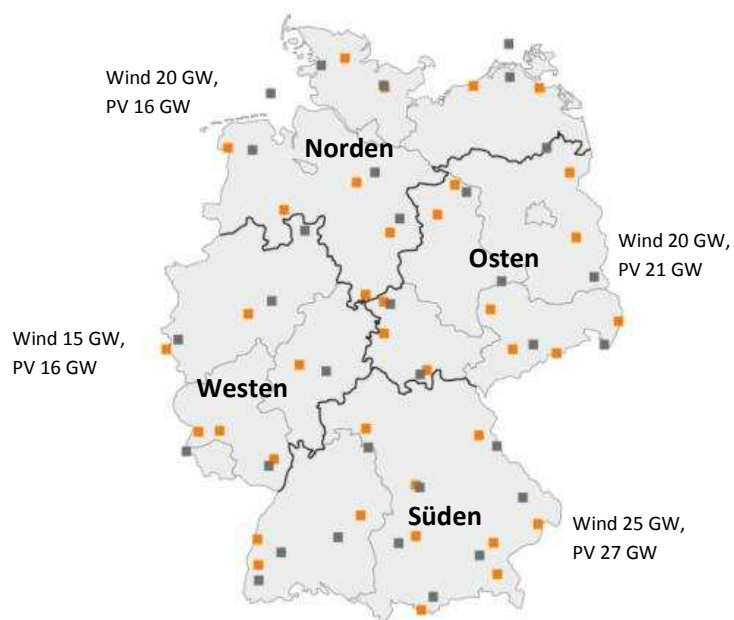 Wind 20 GW,
PV 16 GW
Norden
Wind 20 GW,
PV 21 GW
Osten
Wind 15 GW,
PV 16 GW
Westen
Süden
Wind 25 GW,
PV 27 GW